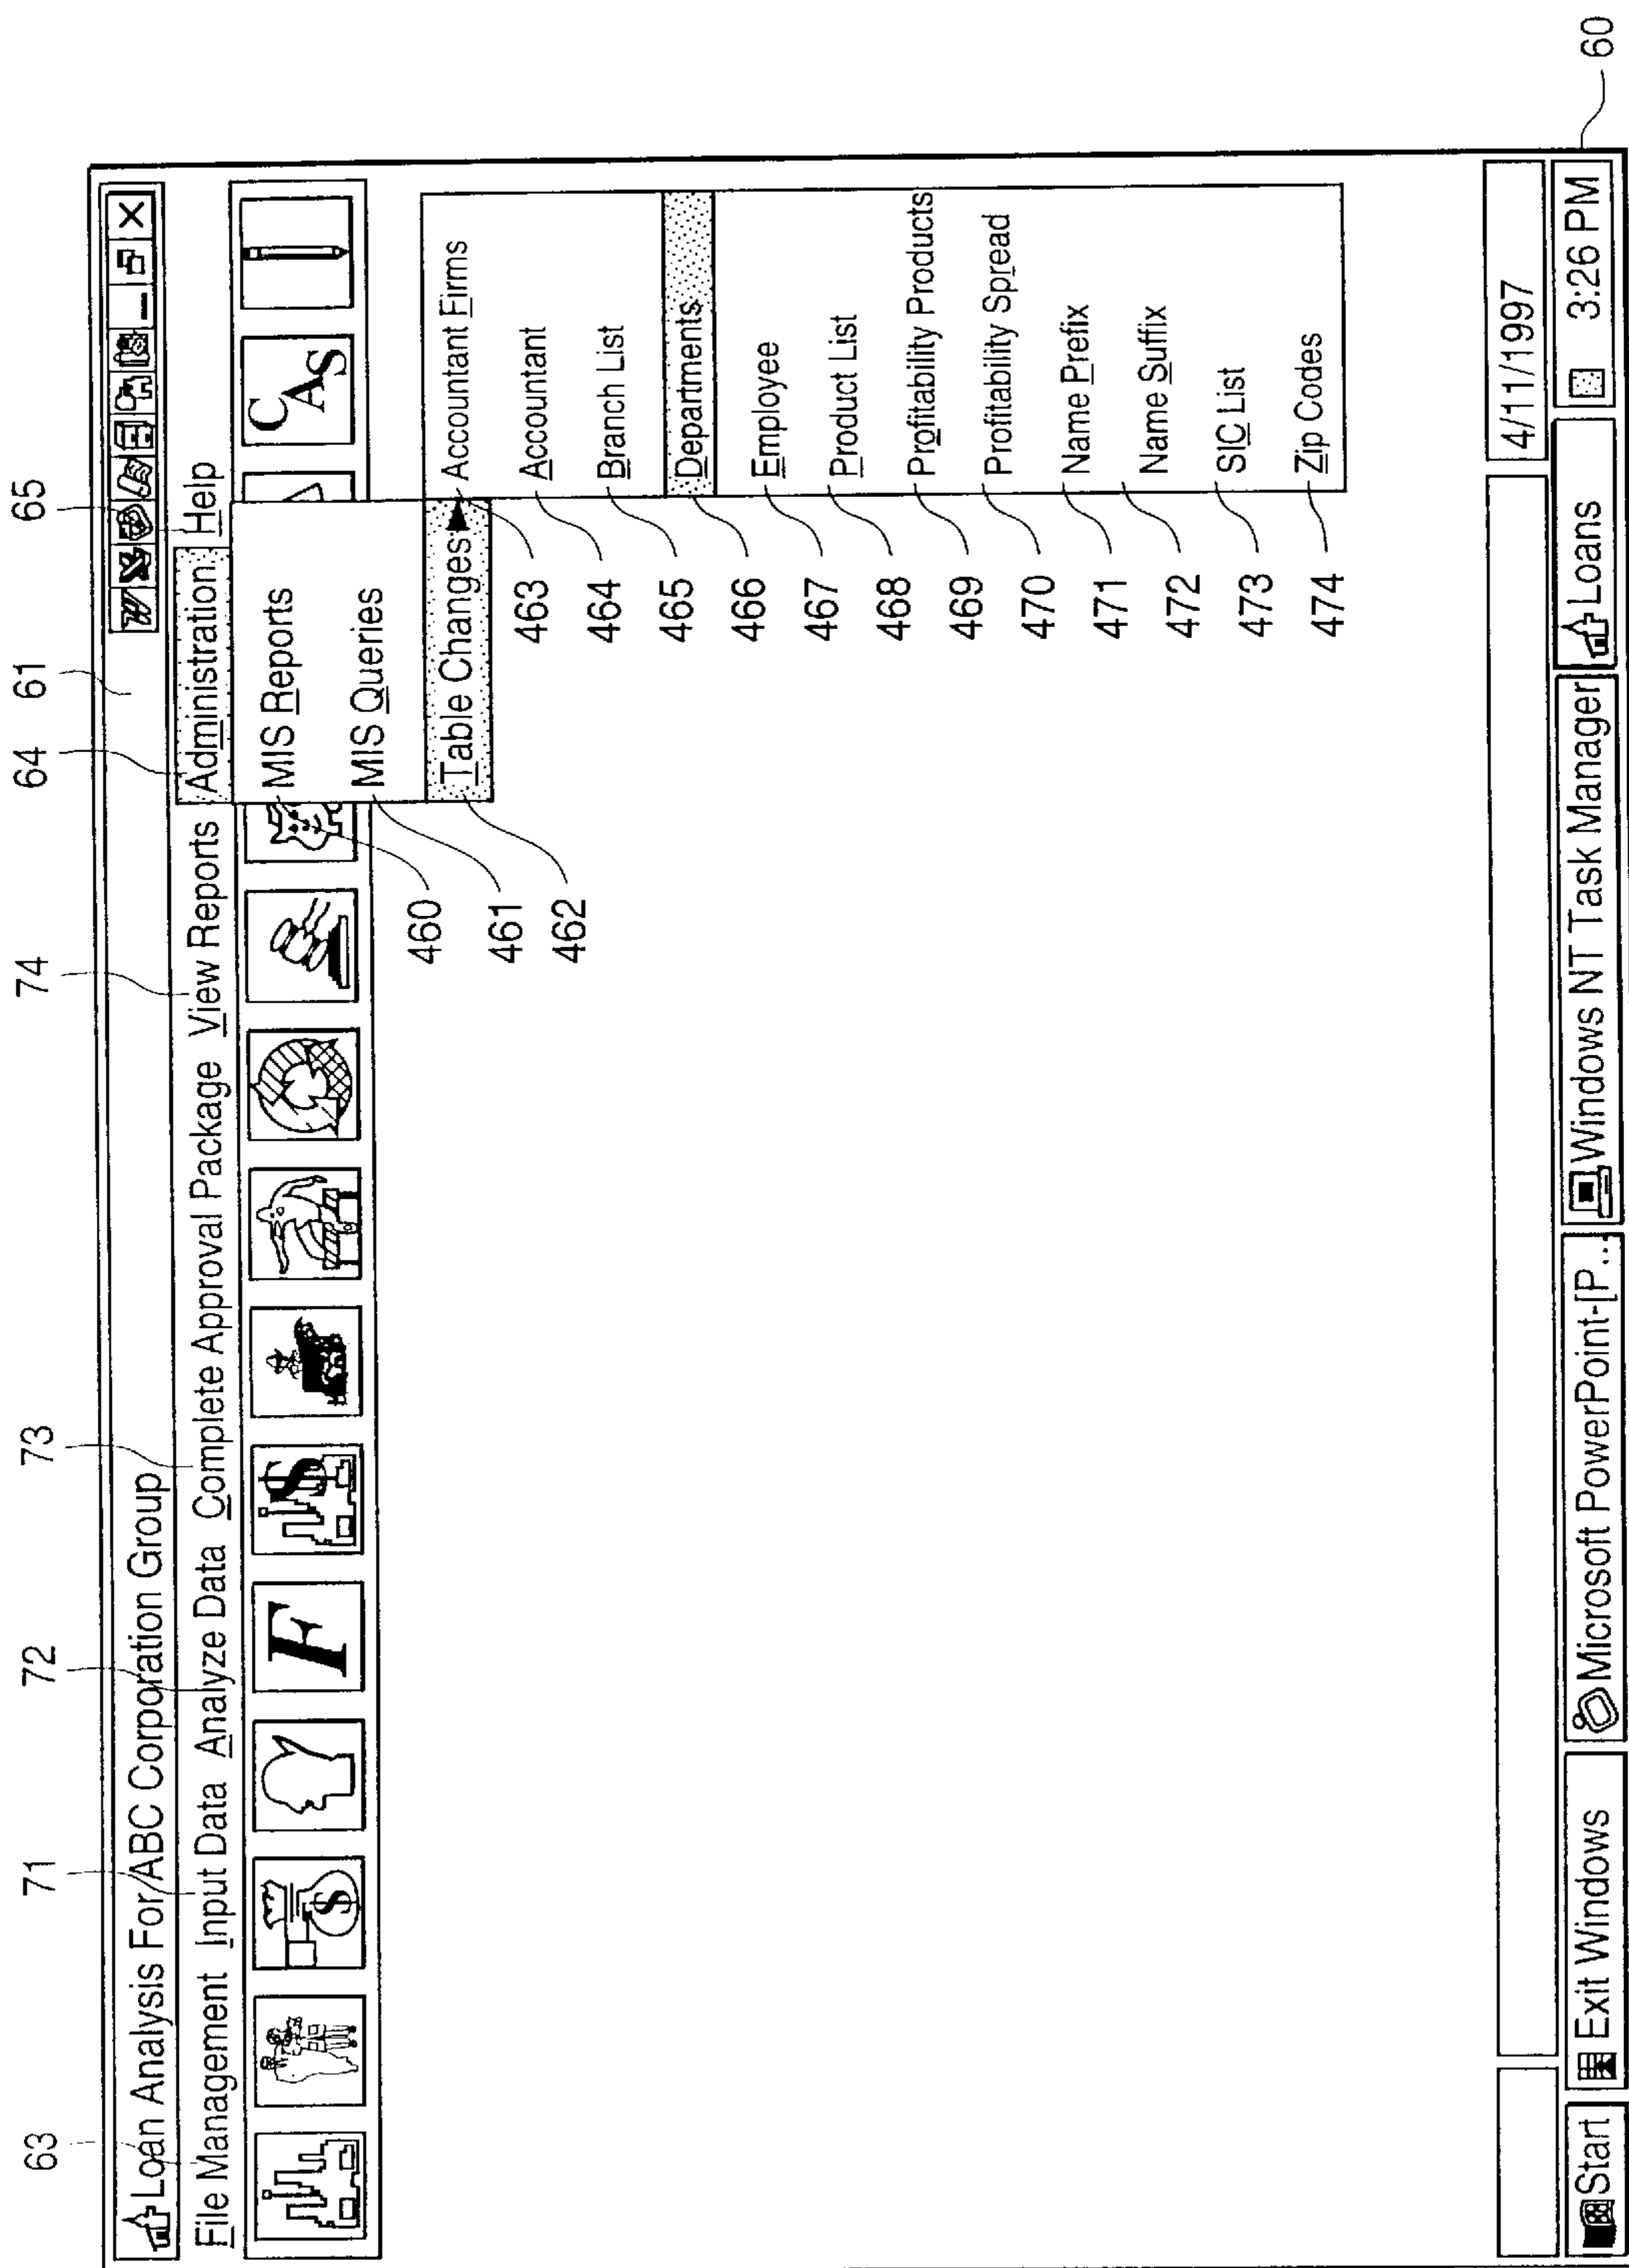 63 71 72 73 74 64 61 65
Loan Analysis For ABC Corporation Group
File Management Input Data Analyze Data Complete Approval Package View Reports Administration Help
F $ $ CAS
MIS Reports
MIS Queries
Table Changes
460
461
462
Accountant Firms
Accountant
Branch List
Departments
Employee
Product List
Profitability Products
Profitability Spread
Name Prefix
Name Suffix
SIC List
Zip Codes
463
464
465
466
467
468
469
470
471
472
473
474
4/11/1997
Start Exit Windows Microsoft PowerPoint-[P... Windows NT Task Manager Loans 3:26 PM
60